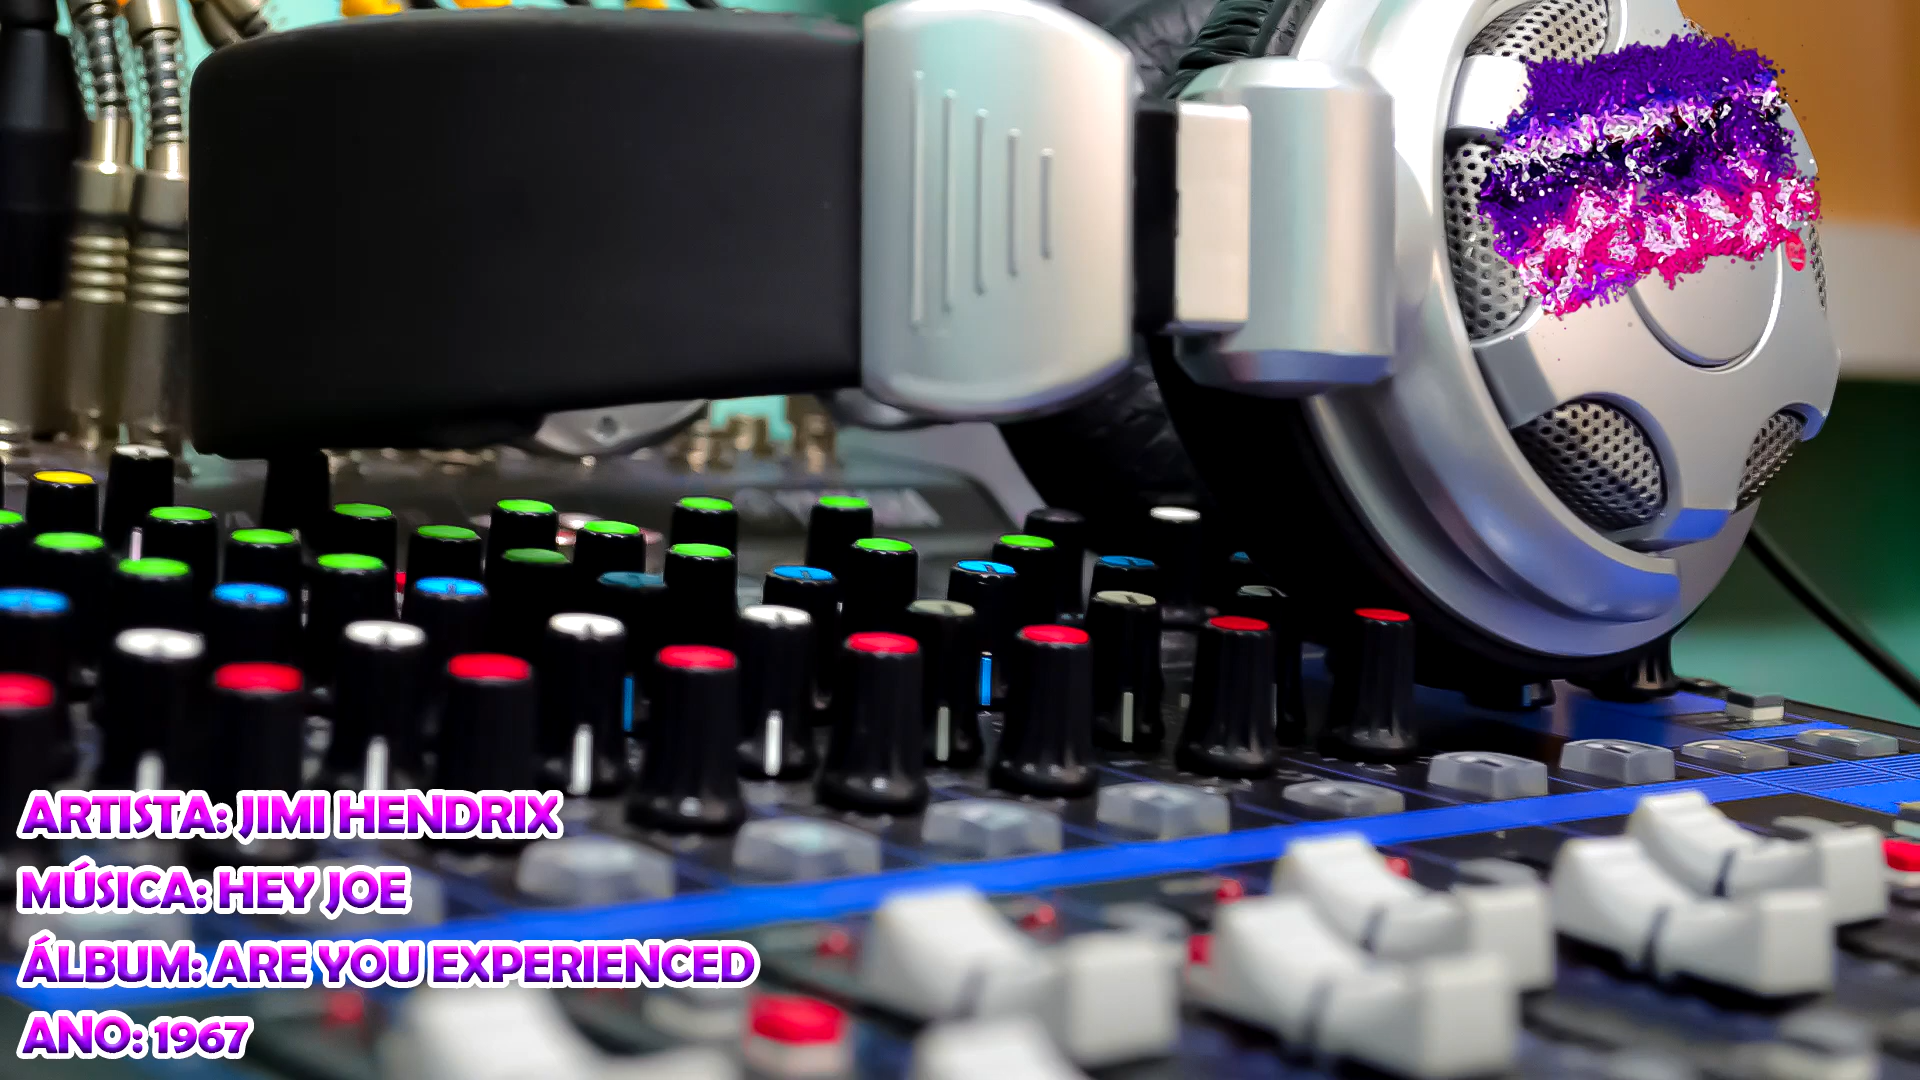 ARTISTA: JIMI HENDRIX
MÚSICA: HEY JOE
ÁLBUM: ARE YOU EXPERIENCED
ANO: 1967